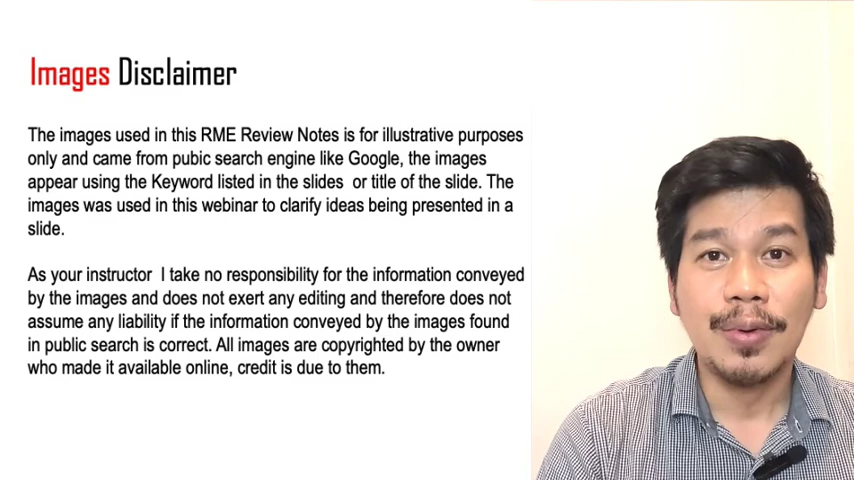 Images Disclaimer
The images used in this RME Review Notes is for illustrative purposes
only and came from pubic search engine like Google, the images
appear using the Keyword listed in the slides or title of the slide. The
images was used in this webinar to clarify ideas being presented in a
slide.
As your instructor I take no responsibility for the information conveyed
by the images and does not exert any editing and therefore does not
assume any liability if the information conveyed by the images found
in public search is correct. All images are copyrighted by the owner
who made it available online, credit is due to them.